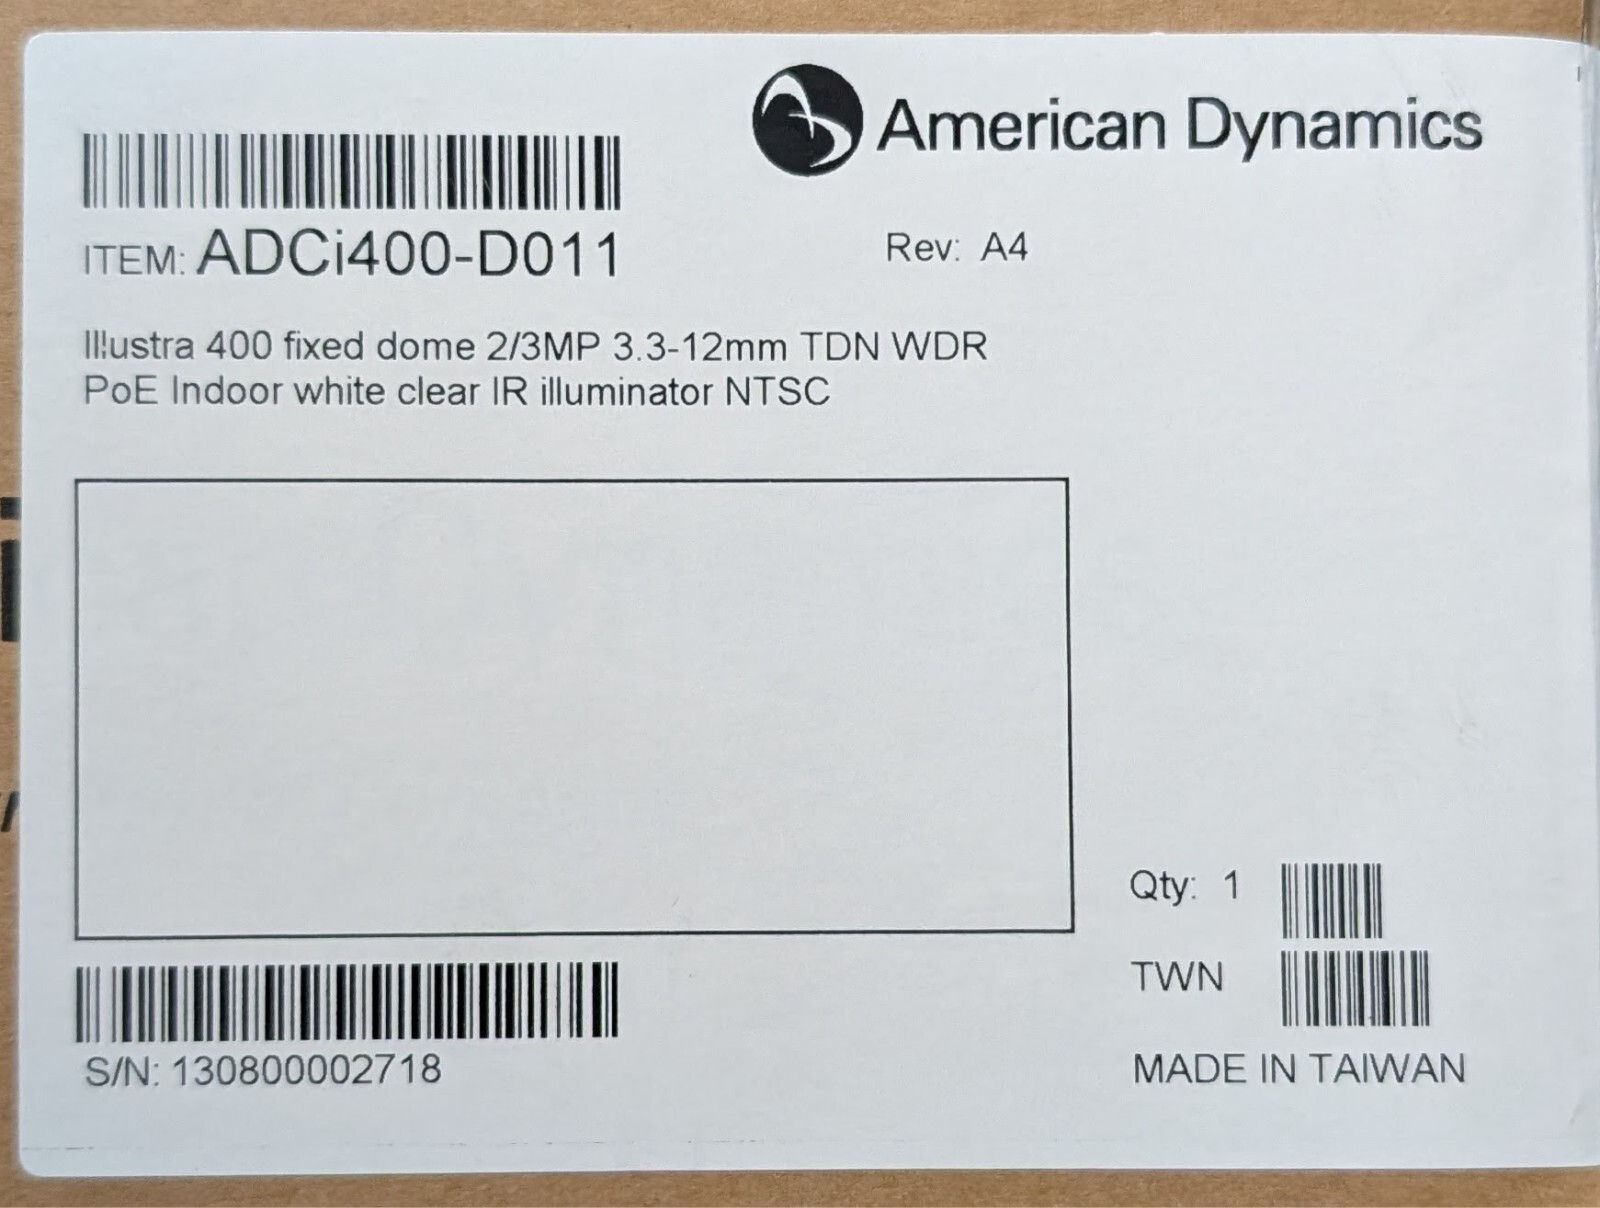 American Dynamics
ITEM: ADCi400-D011
Rev: A4
Illustra 400 fixed dome 2/3MP 3.3-12mm TDN WDR
PoE Indoor white clear IR illuminator NTSC
Qty: 1
TWN
S/N: 130800002718
MADE IN TAIWAN